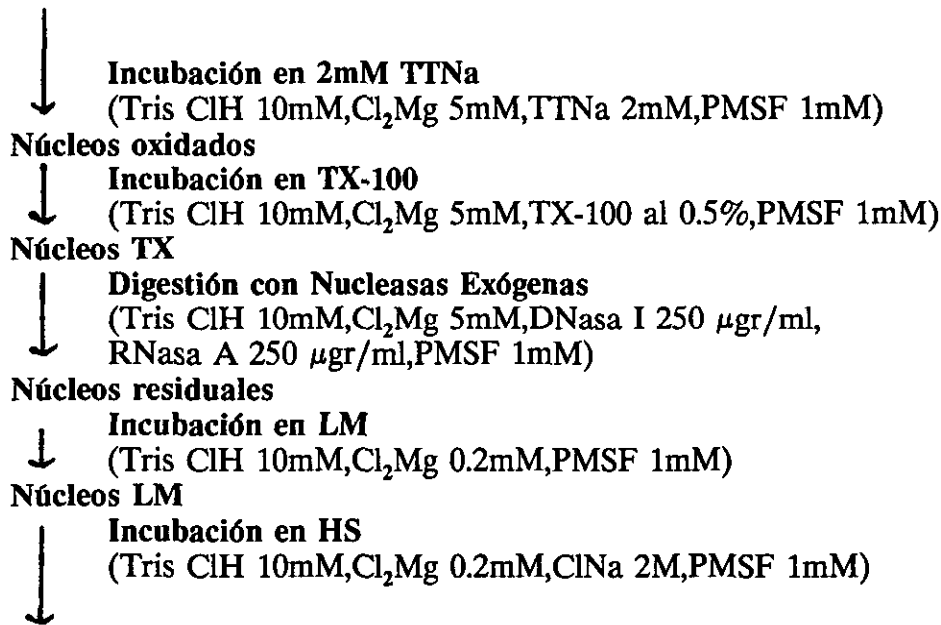 Incubación en 2mM TTNa
(Tris ClH 10mM,Cl₂Mg 5mM,TTNa 2mM,PMSF 1mM)
Núcleos oxidados
Incubación en TX-100
(Tris ClH 10mM,Cl₂Mg 5mM,TX-100 al 0.5%,PMSF 1mM)
Núcleos TX
Digestión con Nucleasas Exógenas
(Tris ClH 10mM,Cl₂Mg 5mM,DNasa I 250 µgr/ml,
RNasa A 250 µgr/ml,PMSF 1mM)
Núcleos residuales
Incubación en LM
(Tris ClH 10mM,Cl₂Mg 0.2mM,PMSF 1mM)
Núcleos LM
Incubación en HS
(Tris ClH 10mM,Cl₂Mg 0.2mM,ClNa 2M,PMSF 1mM)